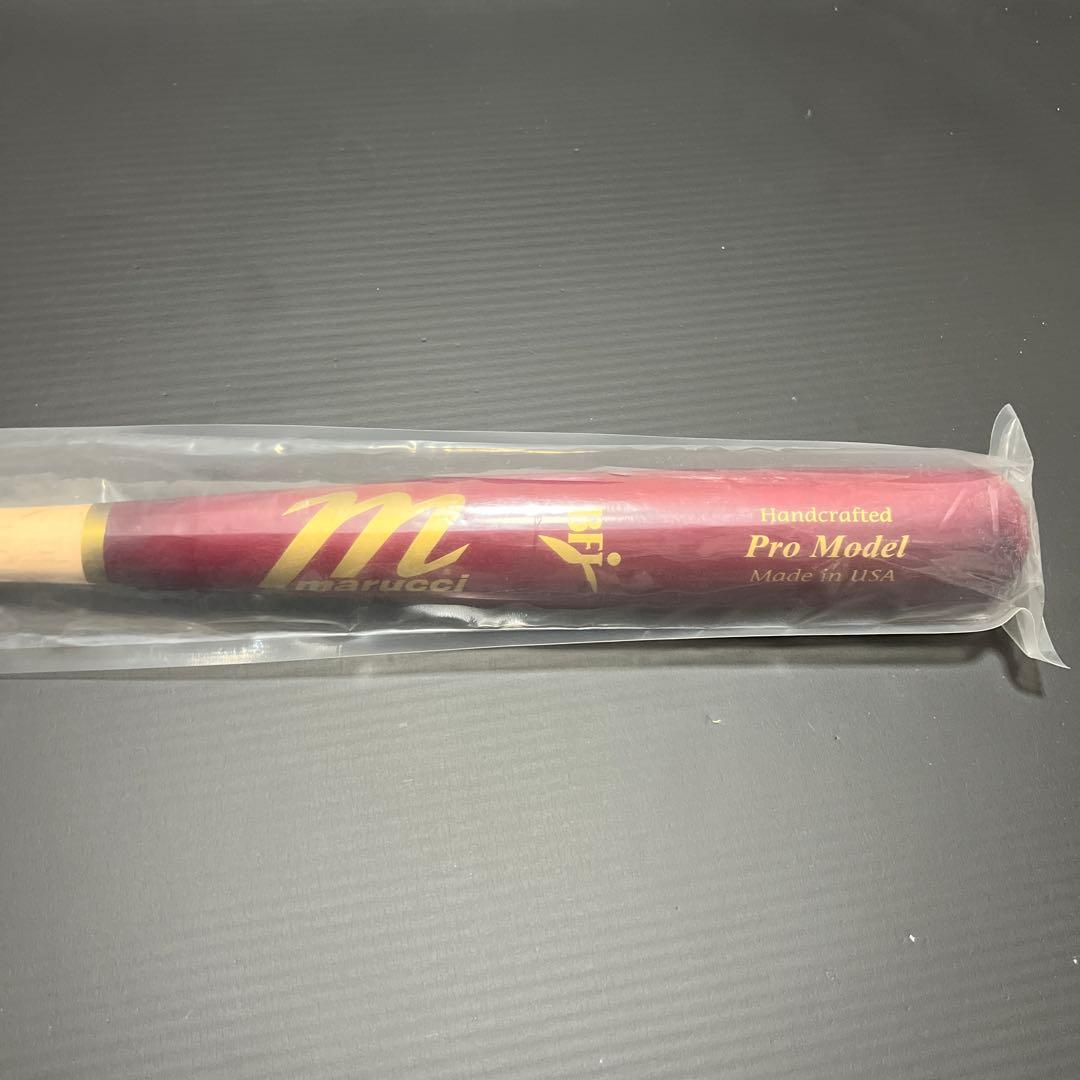 m
marucci
BFJ
Handcrafted
Pro Model
Made in USA